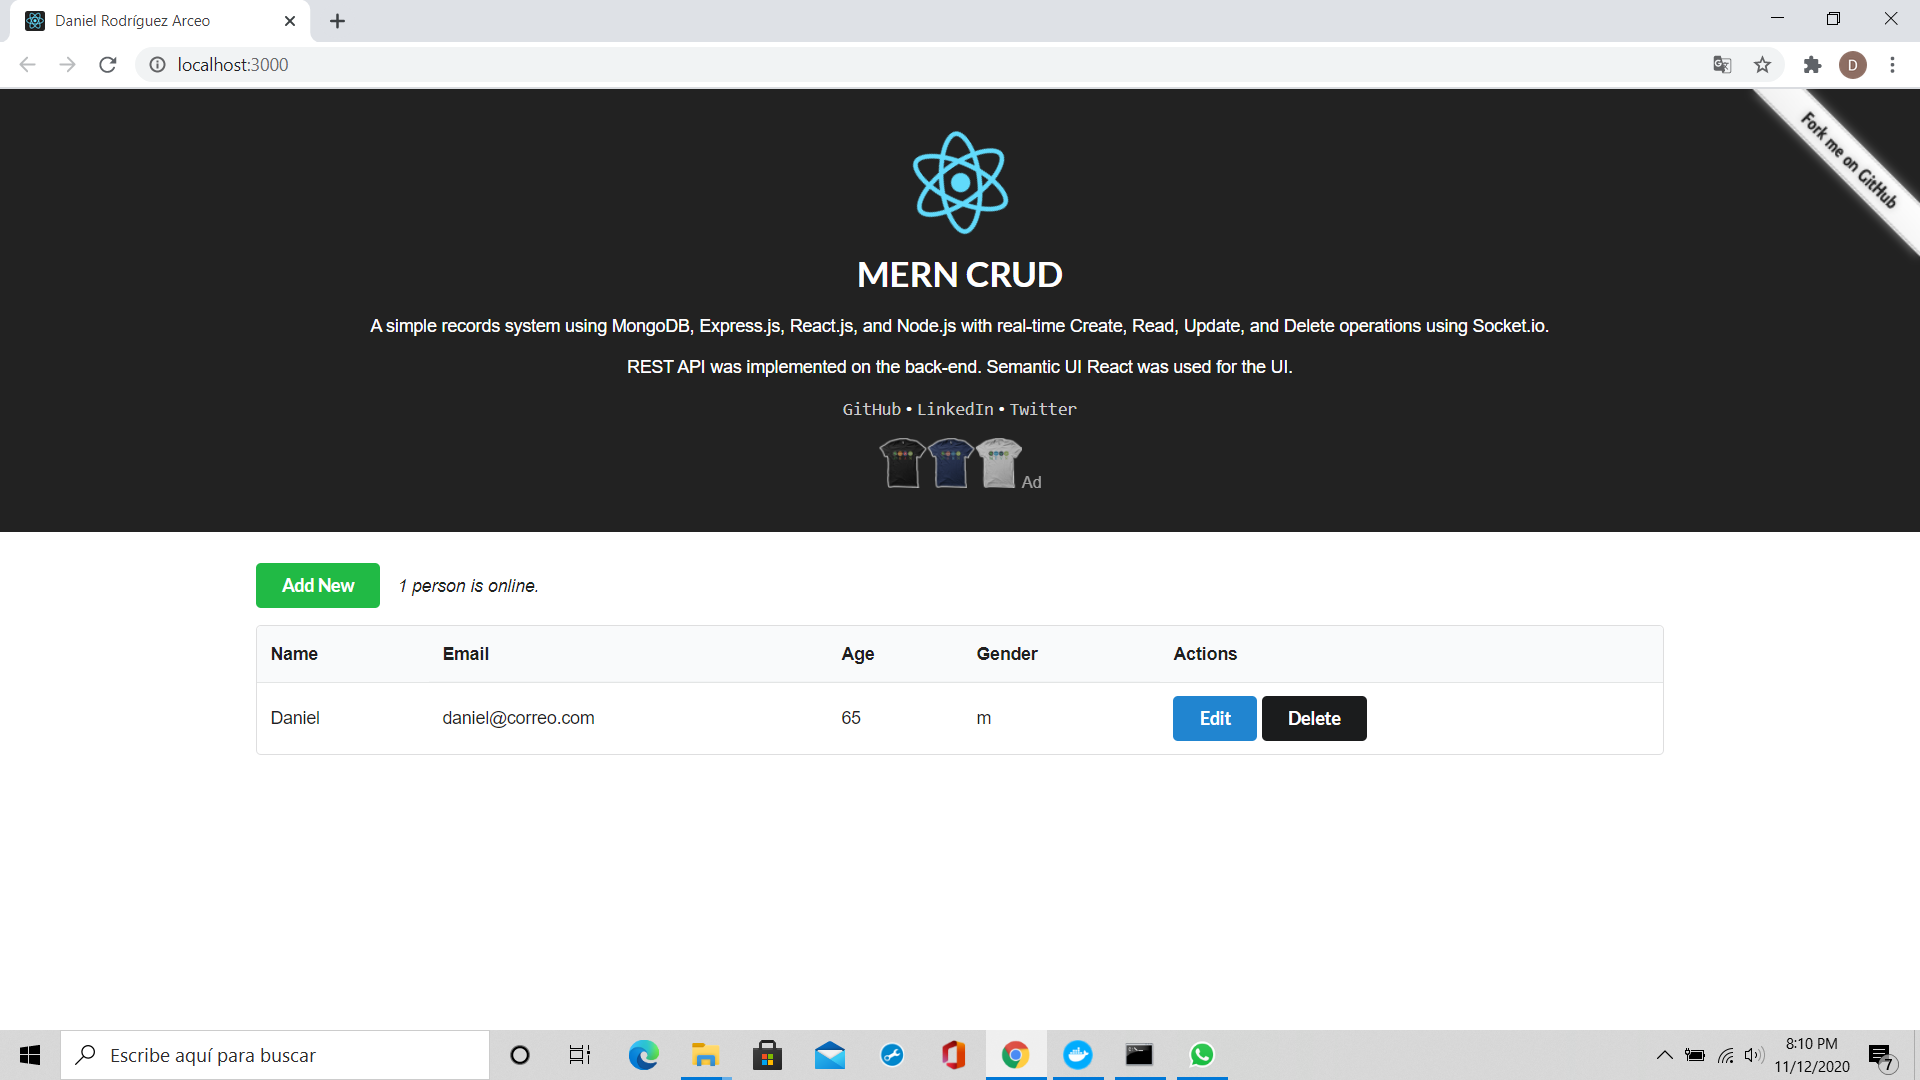 Daniel Rodríguez Arceo
localhost:3000
D
Fork me on GitHub
MERN CRUD
A simple records system using MongoDB, Express.js, React.js, and Node.js with real-time Create, Read, Update, and Delete operations using Socket.io.
REST API was implemented on the back-end. Semantic UI React was used for the UI.
GitHub • LinkedIn • Twitter
Ad
Add New 1 person is online.
Name Email Age Gender Actions
Daniel daniel@correo.com 65 m Edit Delete
Escribe aquí para buscar
8:10 PM
11/12/2020
7